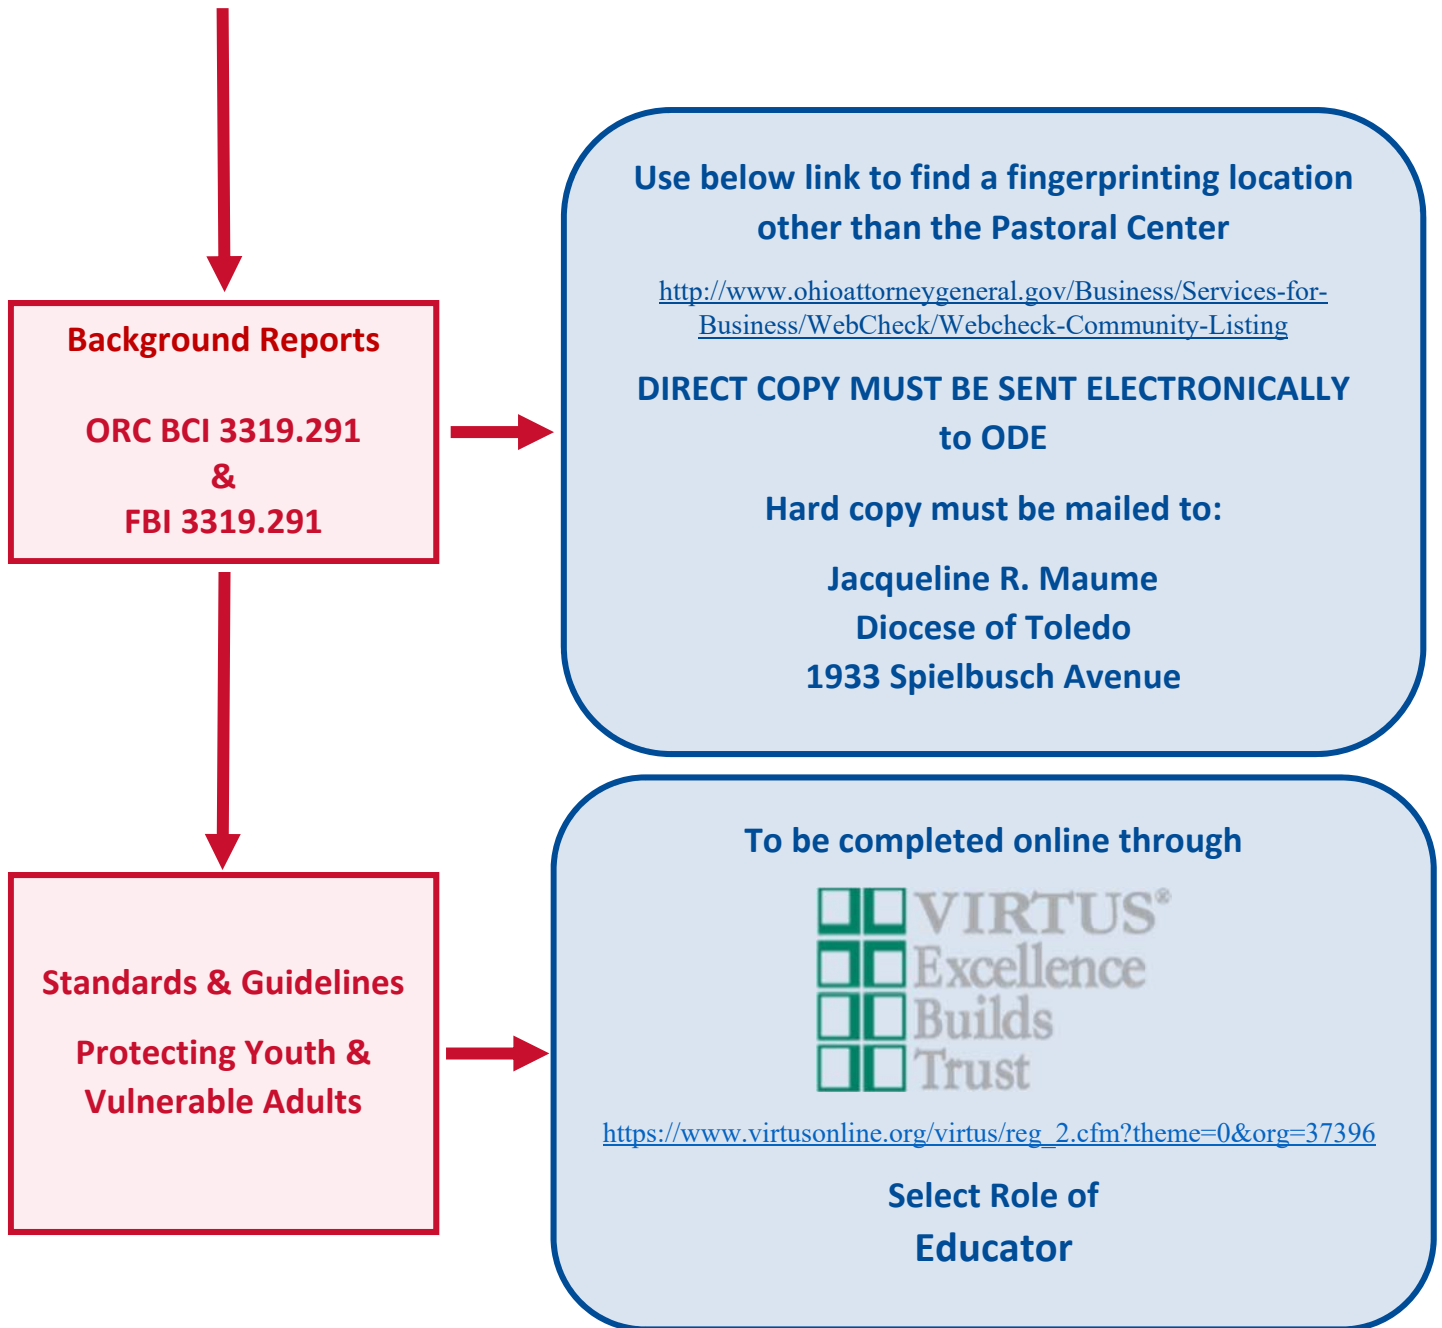 Background Reports
ORC BCI 3319.291
&
FBI 3319.291
Use below link to find a fingerprinting location
other than the Pastoral Center
http://www.ohioattorneygeneral.gov/Business/Services-for-
Business/WebCheck/Webcheck-Community-Listing
DIRECT COPY MUST BE SENT ELECTRONICALLY
to ODE
Hard copy must be mailed to:
Jacqueline R. Maume
Diocese of Toledo
1933 Spielbusch Avenue
Standards & Guidelines
Protecting Youth &
Vulnerable Adults
To be completed online through
VIRTUS®
Excellence
Builds
Trust
https://www.virtusonline.org/virtus/reg_2.cfm?theme=0&org=37396
Select Role of
Educator